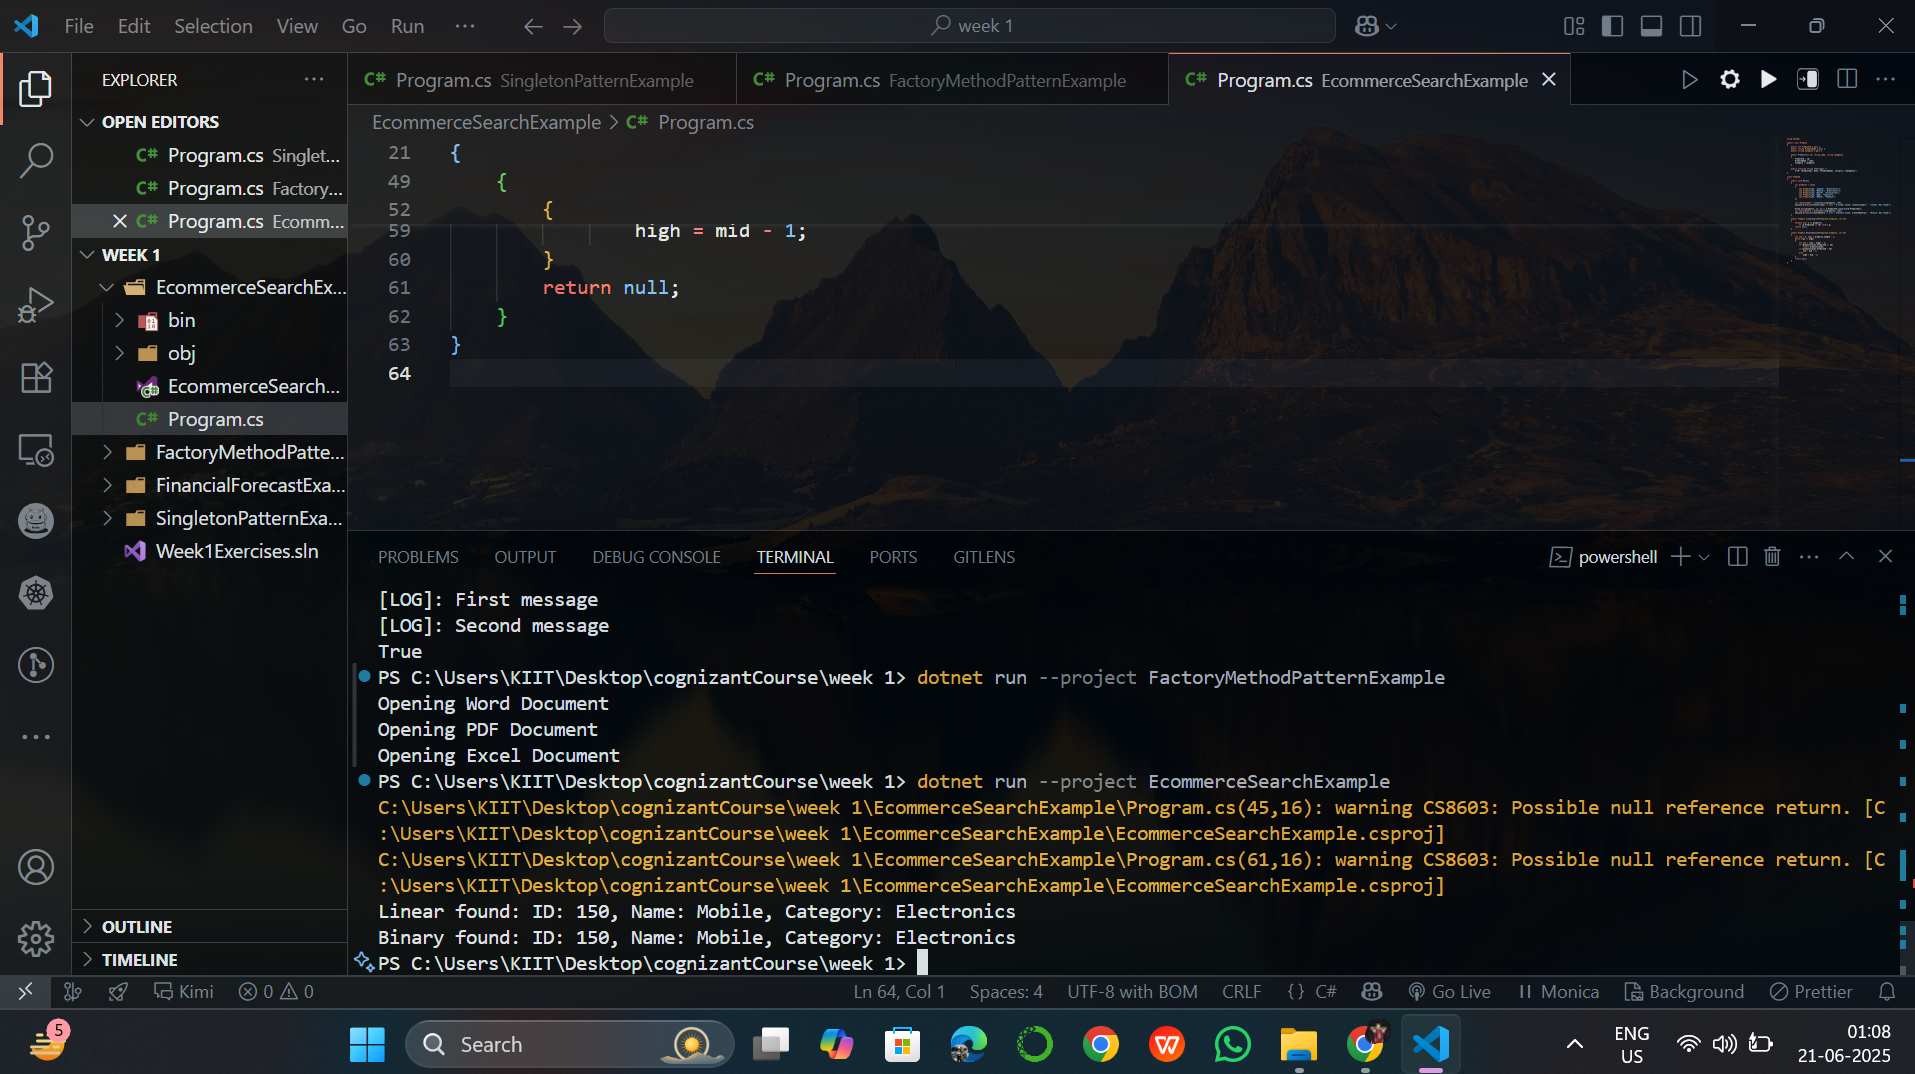 File Edit Selection View Go Run ··· week 1
EXPLORER ···
OPEN EDITORS
C# Program.cs Singlet...
C# Program.cs Factory...
C# Program.cs Ecomm...
WEEK 1
EcommerceSearchEx...
bin
obj
EcommerceSearch...
C# Program.cs
FactoryMethodPatte...
FinancialForecastExa...
SingletonPatternExa...
Week1Exercises.sln
OUTLINE
TIMELINE
C# Program.cs SingletonPatternExample C# Program.cs FactoryMethodPatternExample C# Program.cs EcommerceSearchExample
EcommerceSearchExample > C# Program.cs
21 {
49 {
52 {
59 high = mid - 1;
60 }
61 return null;
62 }
63 }
64
PROBLEMS OUTPUT DEBUG CONSOLE TERMINAL PORTS GITLENS powershell
[LOG]: First message
[LOG]: Second message
True
PS C:\Users\KIIT\Desktop\cognizantCourse\week 1> dotnet run --project FactoryMethodPatternExample
Opening Word Document
Opening PDF Document
Opening Excel Document
PS C:\Users\KIIT\Desktop\cognizantCourse\week 1> dotnet run --project EcommerceSearchExample
C:\Users\KIIT\Desktop\cognizantCourse\week 1\EcommerceSearchExample\Program.cs(45,16): warning CS8603: Possible null reference return. [C
:\Users\KIIT\Desktop\cognizantCourse\week 1\EcommerceSearchExample\EcommerceSearchExample.csproj]
C:\Users\KIIT\Desktop\cognizantCourse\week 1\EcommerceSearchExample\Program.cs(61,16): warning CS8603: Possible null reference return. [C
:\Users\KIIT\Desktop\cognizantCourse\week 1\EcommerceSearchExample\EcommerceSearchExample.csproj]
Linear found: ID: 150, Name: Mobile, Category: Electronics
Binary found: ID: 150, Name: Mobile, Category: Electronics
PS C:\Users\KIIT\Desktop\cognizantCourse\week 1>
Kimi 0 0 Ln 64, Col 1 Spaces: 4 UTF-8 with BOM CRLF {} C# Go Live Monica Background Prettier
5 Search ENG 01:08
US 21-06-2025